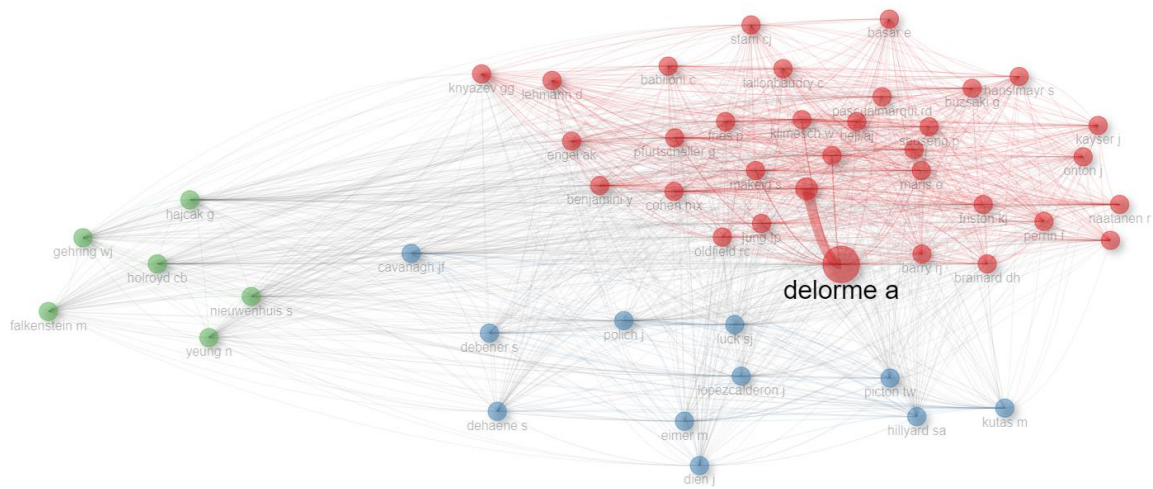 stam cj
basar e
babiloni c
tallonbaudry c
knyazev gg
lehmann d
hanslmayr s
buzsaki g
pascualmarqui rd
fries p
klimesch w
bell aj
sauseng p
kayser j
engel ak
pfurtscheller g
onton j
makeig s
maris e
benjamini y
cohen mx
hajcak g
friston kj
naatanen r
perrin f
jung tp
oldfield rc
gehring wj
cavanagh jf
barry rj
brainard dh
holroyd cb
delorme a
nieuwenhuis s
falkenstein m
polich j
luck sj
debener s
yeung n
lopezcalderon j
picton tw
dehaene s
eimer m
hillyard sa
kutas m
dien j